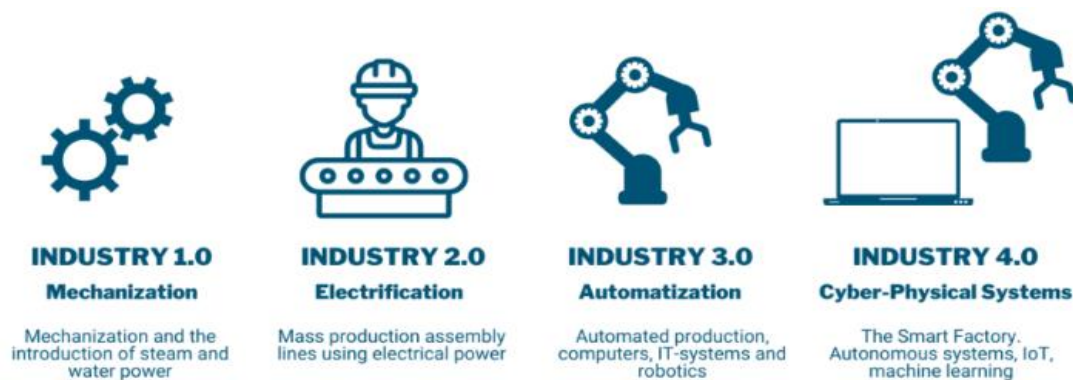 INDUSTRY 1.0
Mechanization
Mechanization and the
introduction of steam and
water power
INDUSTRY 2.0
Electrification
Mass production assembly
lines using electrical power
INDUSTRY 3.0
Automatization
Automated production,
computers, IT-systems and
robotics
INDUSTRY 4.0
Cyber-Physical Systems
The Smart Factory.
Autonomous systems, IoT,
machine learning